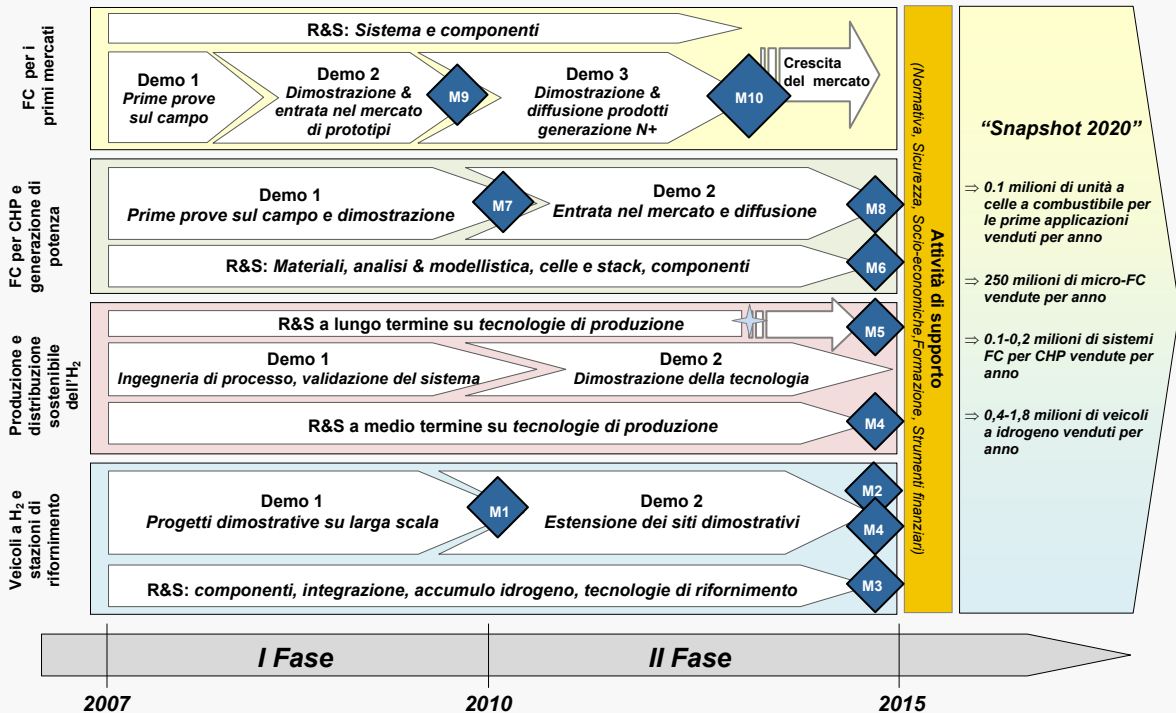 FC per i
primi mercati
R&S: Sistema e componenti
Demo 1
Prime prove
sul campo
Demo 2
Dimostrazione &
entrata nel mercato
di prototipi
M9
Demo 3
Dimostrazione &
diffusione prodotti
generazione N+
M10
Crescita
del mercato
FC per CHP e
generazione di
potenza
Demo 1
Prime prove sul campo e dimostrazione
M7
Demo 2
Entrata nel mercato e diffusione
M8
R&S: Materiali, analisi & modellistica, celle e stack, componenti
M6
Produzione e
distribuzione
sostenibile
dell'H2
R&S a lungo termine su tecnologie di produzione
M5
Demo 1
Ingegneria di processo, validazione del sistema
Demo 2
Dimostrazione della tecnologia
R&S a medio termine su tecnologie di produzione
M4
Veicoli a H2 e
stazioni di
rifornimento
Demo 1
Progetti dimostrative su larga scala
M1
Demo 2
Estensione dei siti dimostrativi
M2
M4
R&S: componenti, integrazione, accumulo idrogeno, tecnologie di rifornimento
M3
Attività di supporto
(Normativa, Sicurezza, Socio-economiche,Formazione, Strumenti finanziari)
“Snapshot 2020”
⇒ 0.1 milioni di unità a
celle a combustibile per
le prime applicazioni
venduti per anno
⇒ 250 milioni di micro-FC
vendute per anno
⇒ 0.1-0,2 milioni di sistemi
FC per CHP vendute per
anno
⇒ 0,4-1,8 milioni di veicoli
a idrogeno venduti per
anno
I Fase
II Fase
2007
2010
2015